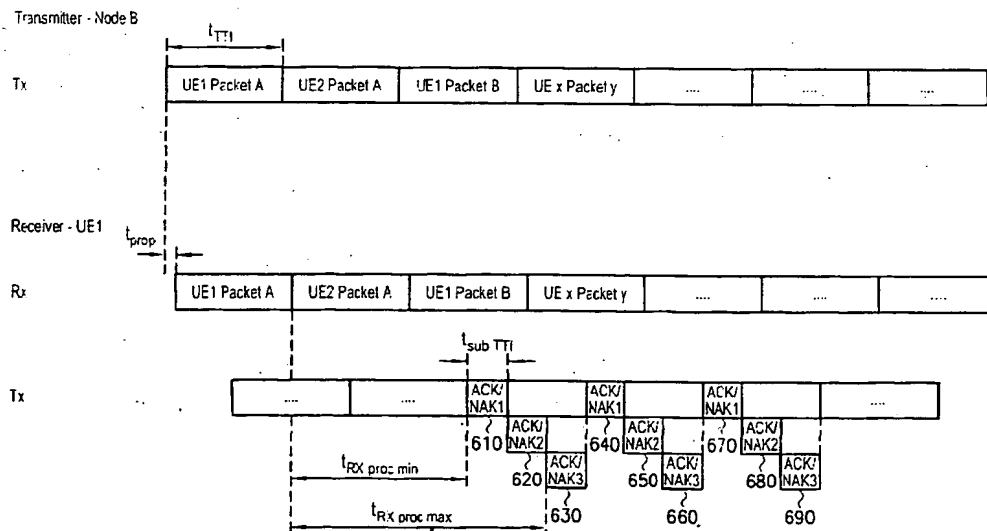 Transmitter - Node B
tTTI
Tx UE1 Packet A UE2 Packet A UE1 Packet B UE x Packet y .... .... ....
Receiver - UE1
tprop
Rx UE1 Packet A UE2 Packet A UE1 Packet B UE x Packet y .... .... ....
tsub TTI
Tx .... .... ACK/NAK1 ACK/NAK1 ACK/NAK1 ....
610 ACK/NAK2 640 ACK/NAK2 670 ACK/NAK2
tRX proc min 620 ACK/NAK3 650 ACK/NAK3 680 ACK/NAK3
tRX proc max 630 660 690